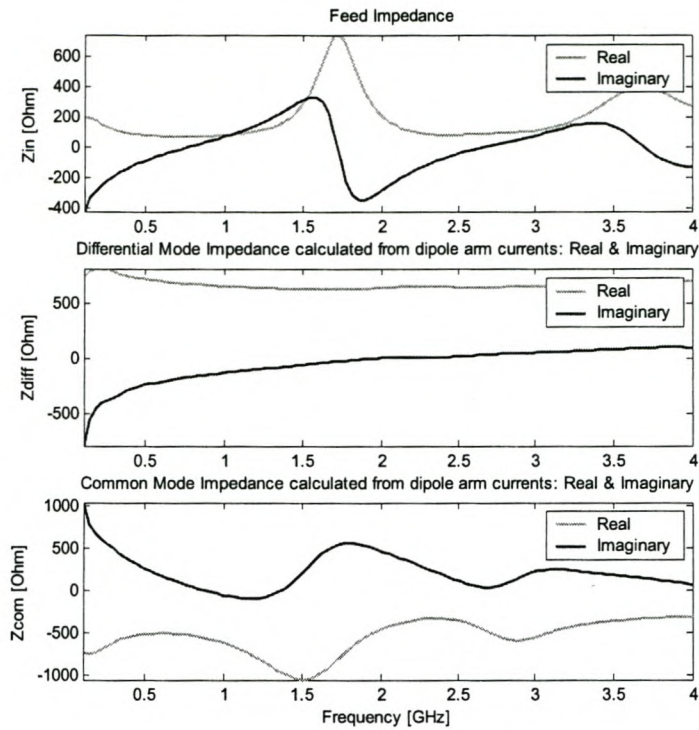 Feed Impedance
600
400
200
0
-200
-400
Zin [Ohm]
Real
Imaginary
0.5 1 1.5 2 2.5 3 3.5 4
Differential Mode Impedance calculated from dipole arm currents: Real & Imaginary
500
0
-500
Zdiff [Ohm]
Real
Imaginary
0.5 1 1.5 2 2.5 3 3.5 4
Common Mode Impedance calculated from dipole arm currents: Real & Imaginary
1000
500
0
-500
-1000
Zcom [Ohm]
Real
Imaginary
0.5 1 1.5 2 2.5 3 3.5 4
Frequency [GHz]